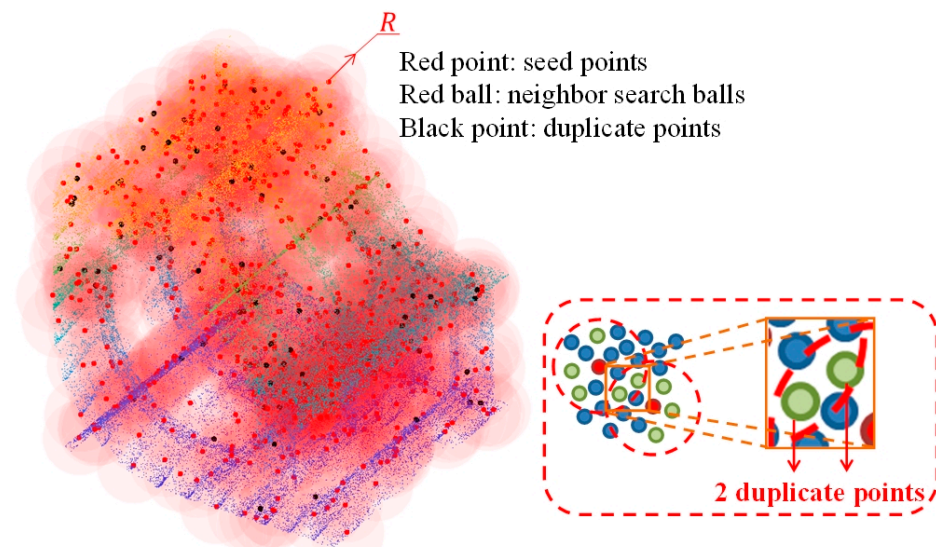 R
Red point: seed points
Red ball: neighbor search balls
Black point: duplicate points
2 duplicate points